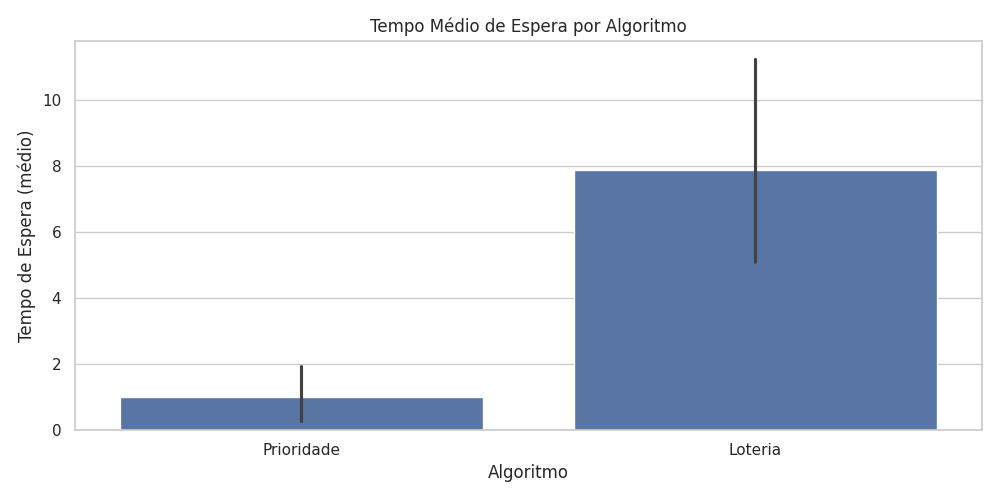 Tempo Médio de Espera por Algoritmo
Tempo de Espera (médio)
10
8
6
4
2
0
Prioridade
Loteria
Algoritmo